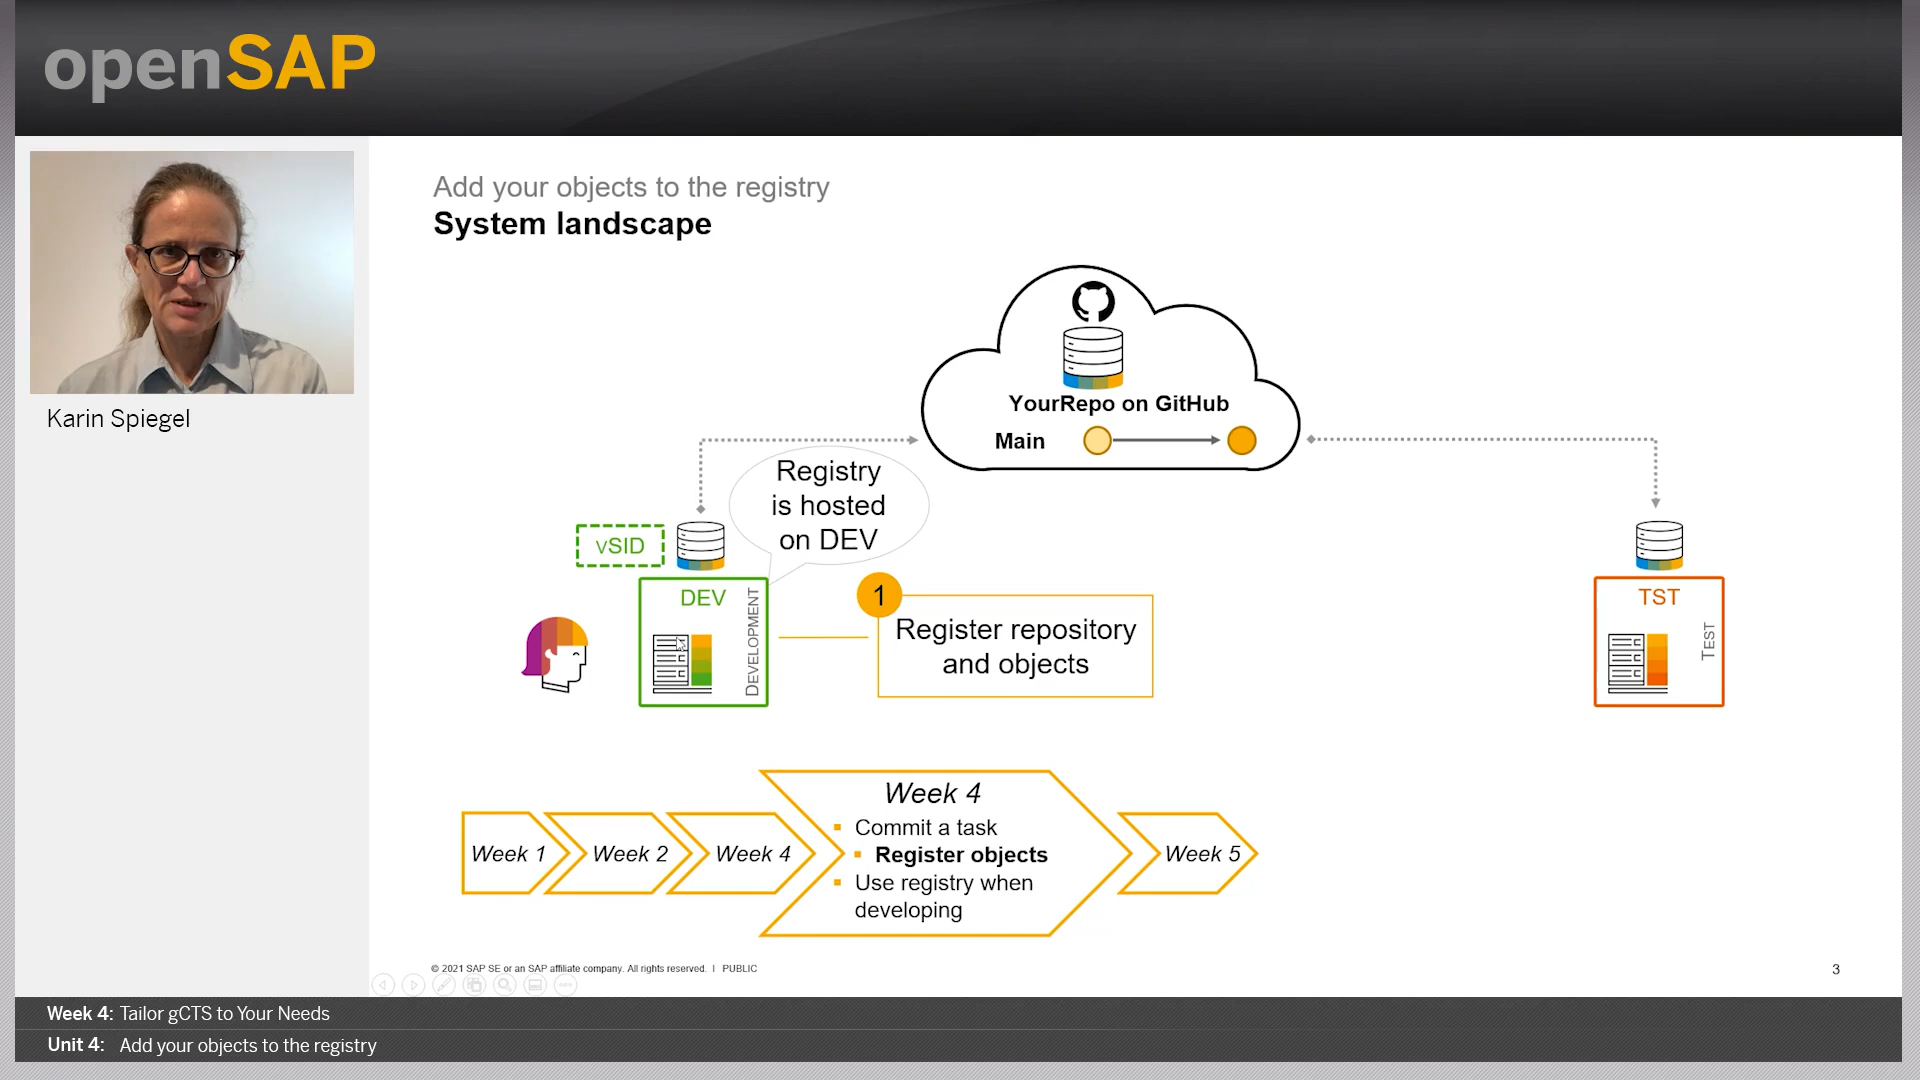 openSAP
Karin Spiegel
Add your objects to the registry
System landscape
YourRepo on GitHub
Main
Registry
is hosted
on DEV
vSID
DEV
DEVELOPMENT
1
Register repository
and objects
TST
TEST
Week 1
Week 2
Week 4
Week 4
▪ Commit a task
▪ Register objects
▪ Use registry when
developing
Week 5
© 2021 SAP SE or an SAP affiliate company. All rights reserved. | PUBLIC
3
Week 4: Tailor gCTS to Your Needs
Unit 4: Add your objects to the registry